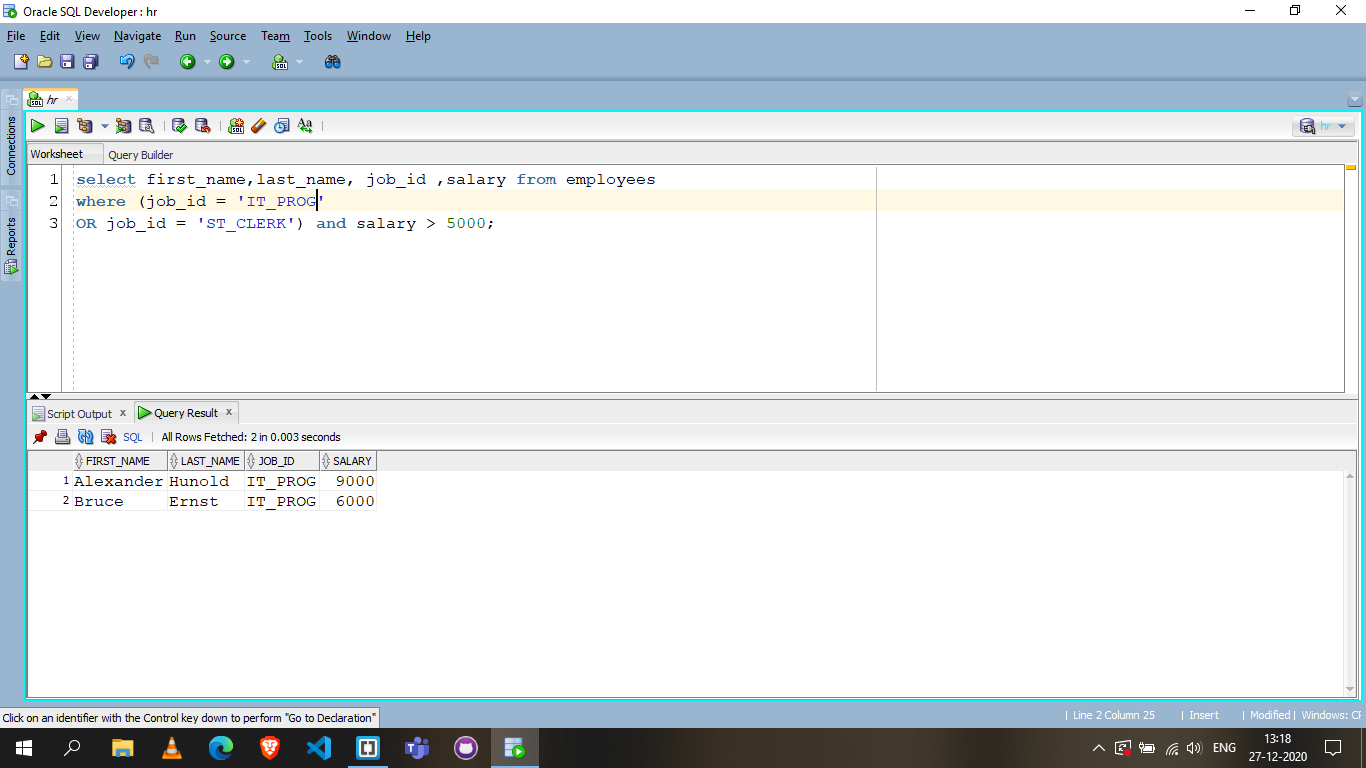 Oracle SQL Developer : hr
File Edit View Navigate Run Source Team Tools Window Help
hr
hr
Connections
Reports
Worksheet Query Builder
1 select first_name,last_name, job_id ,salary from employees
2 where (job_id = 'IT_PROG'
3 OR job_id = 'ST_CLERK') and salary > 5000;
Script Output x Query Result x
SQL | All Rows Fetched: 2 in 0.003 seconds
FIRST_NAME LAST_NAME JOB_ID SALARY
1 Alexander Hunold IT_PROG 9000
2 Bruce Ernst IT_PROG 6000
Click on an identifier with the Control key down to perform "Go to Declaration"
| Line 2 Column 25 | Insert | Modified | Windows: CF
ENG 13:18
27-12-2020